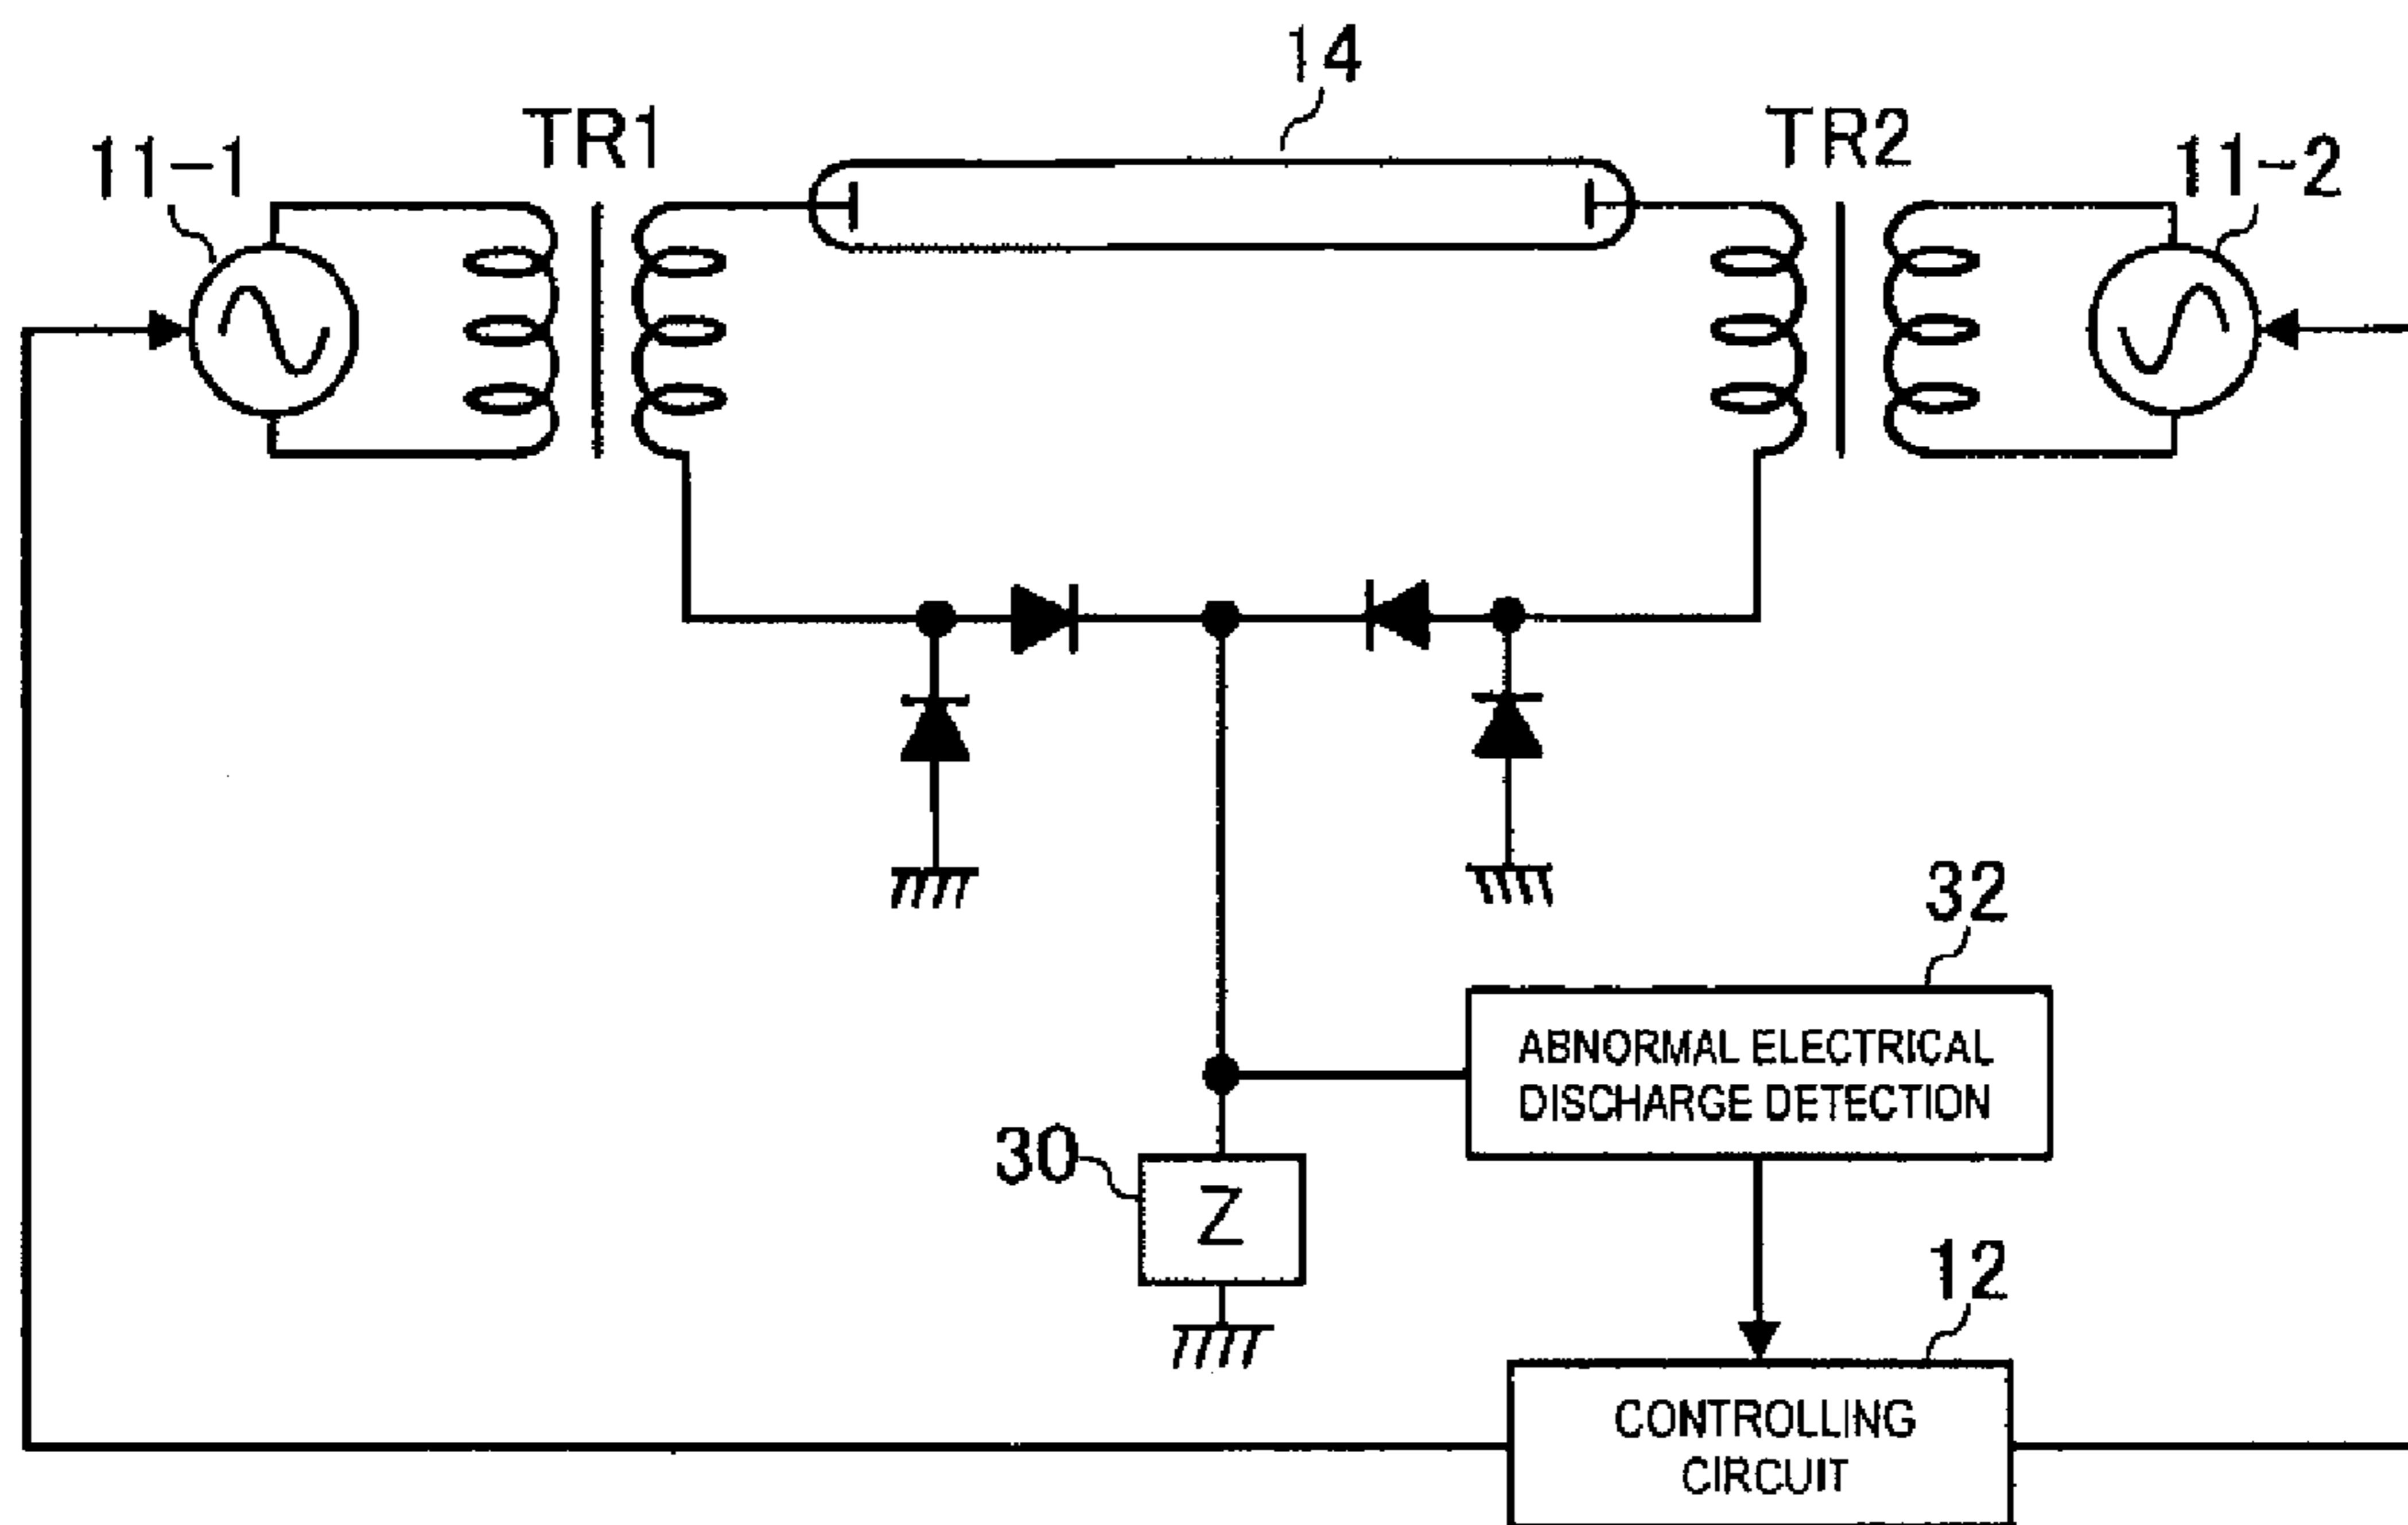 14
TR1
TR2
11-1
11-2
32
ABNORMAL ELECTRICAL
DISCHARGE DETECTION
30
Z
12
CONTROLLING
CIRCUIT